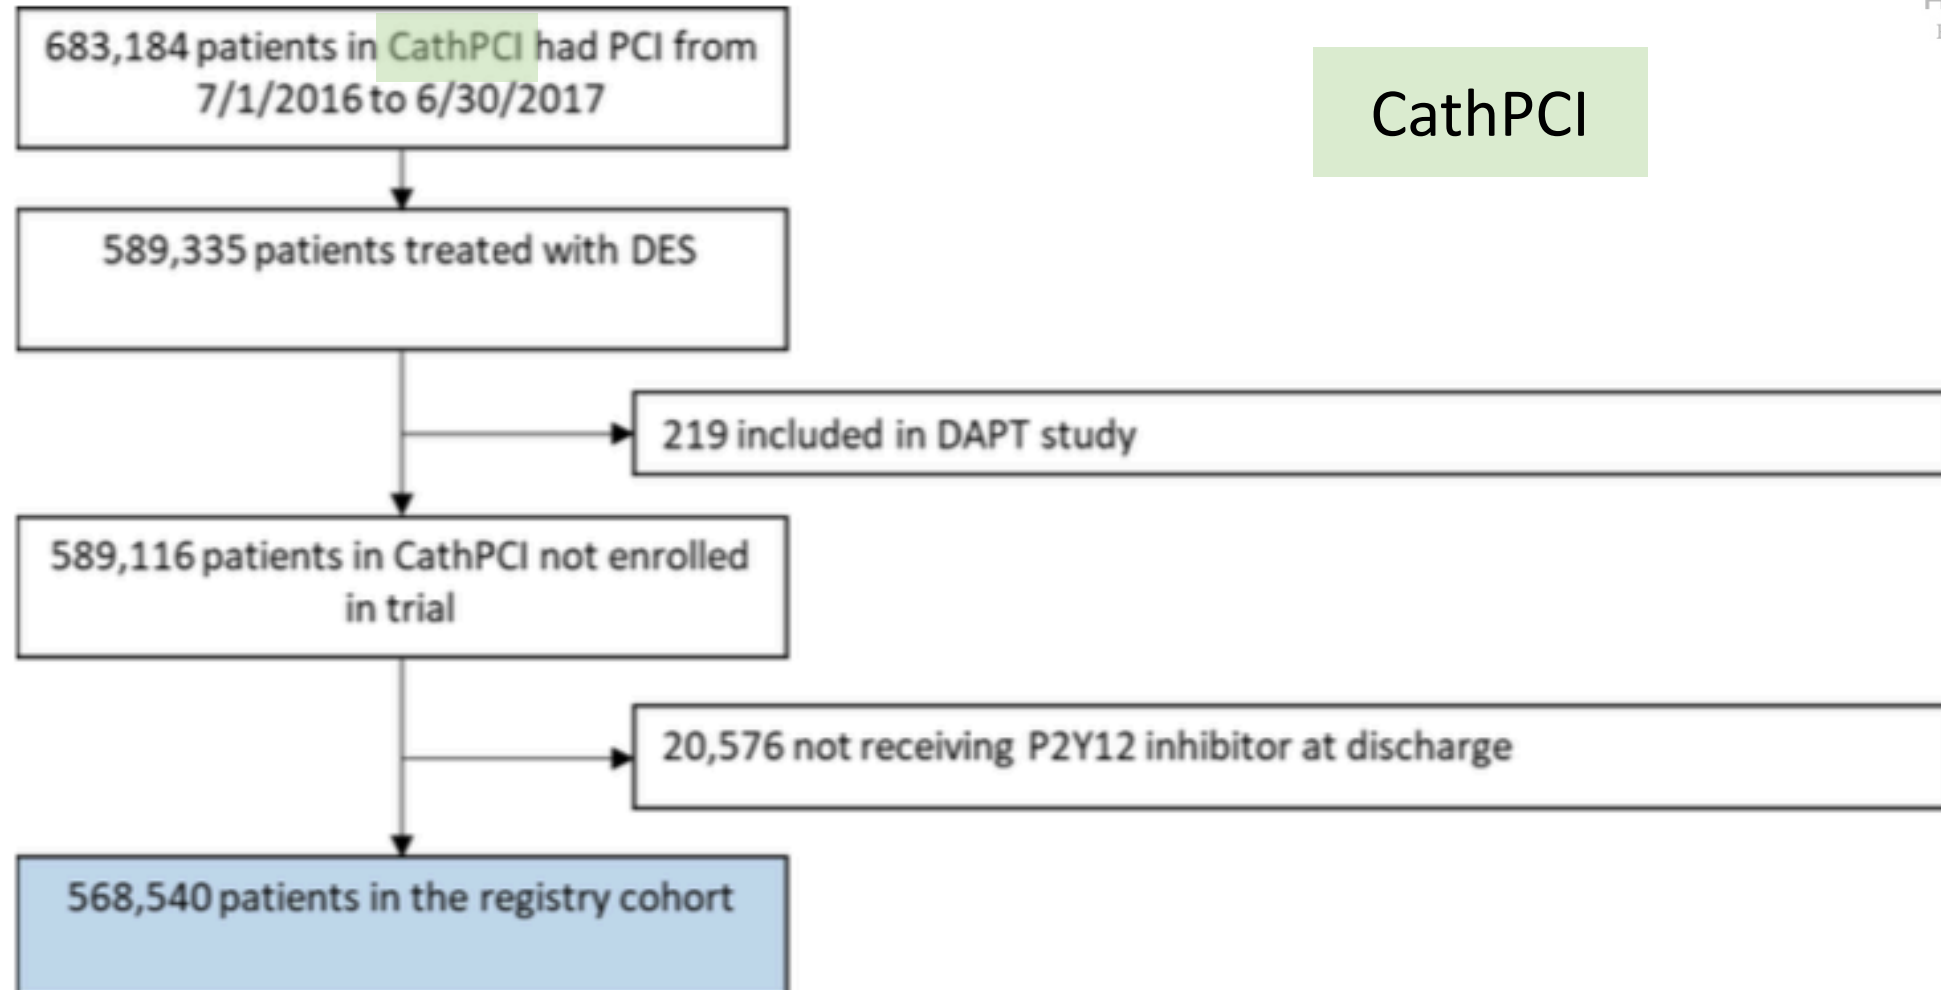 683,184 patients in CathPCI had PCI from
7/1/2016 to 6/30/2017
CathPCI
589,335 patients treated with DES
219 included in DAPT study
589,116 patients in CathPCI not enrolled
in trial
20,576 not receiving P2Y12 inhibitor at discharge
568,540 patients in the registry cohort